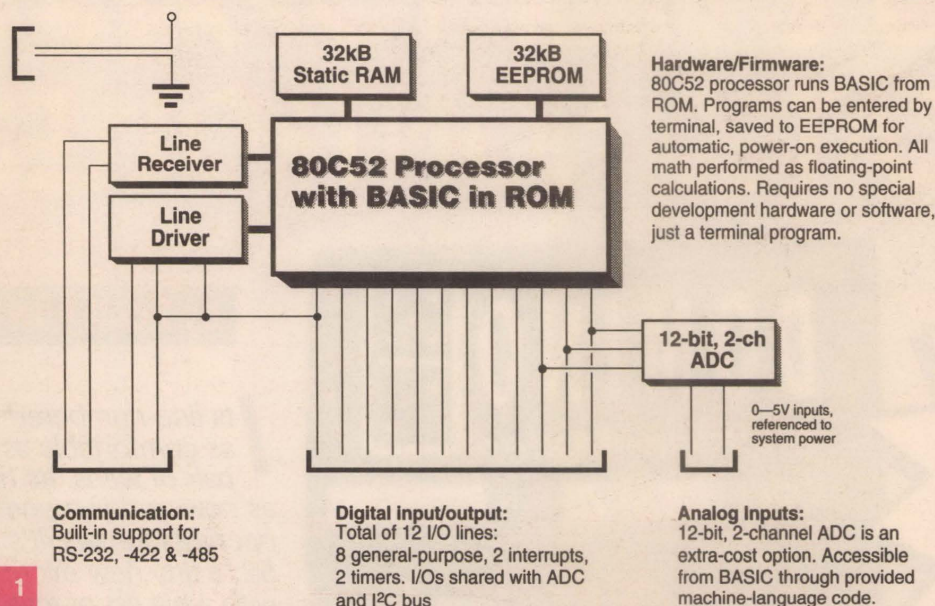 32kB
Static RAM
32kB
EEPROM
Hardware/Firmware:
80C52 processor runs BASIC from
ROM. Programs can be entered by
terminal, saved to EEPROM for
automatic, power-on execution. All
math performed as floating-point
calculations. Requires no special
development hardware or software,
just a terminal program.
Line
Receiver
Line
Driver
80C52 Processor
with BASIC in ROM
12-bit, 2-ch
ADC
0—5V inputs,
referenced to
system power
Communication:
Built-in support for
RS-232, -422 & -485
Digital input/output:
Total of 12 I/O lines:
8 general-purpose, 2 interrupts,
2 timers. I/Os shared with ADC
and I²C bus
Analog Inputs:
12-bit, 2-channel ADC is an
extra-cost option. Accessible
from BASIC through provided
machine-language code.
1